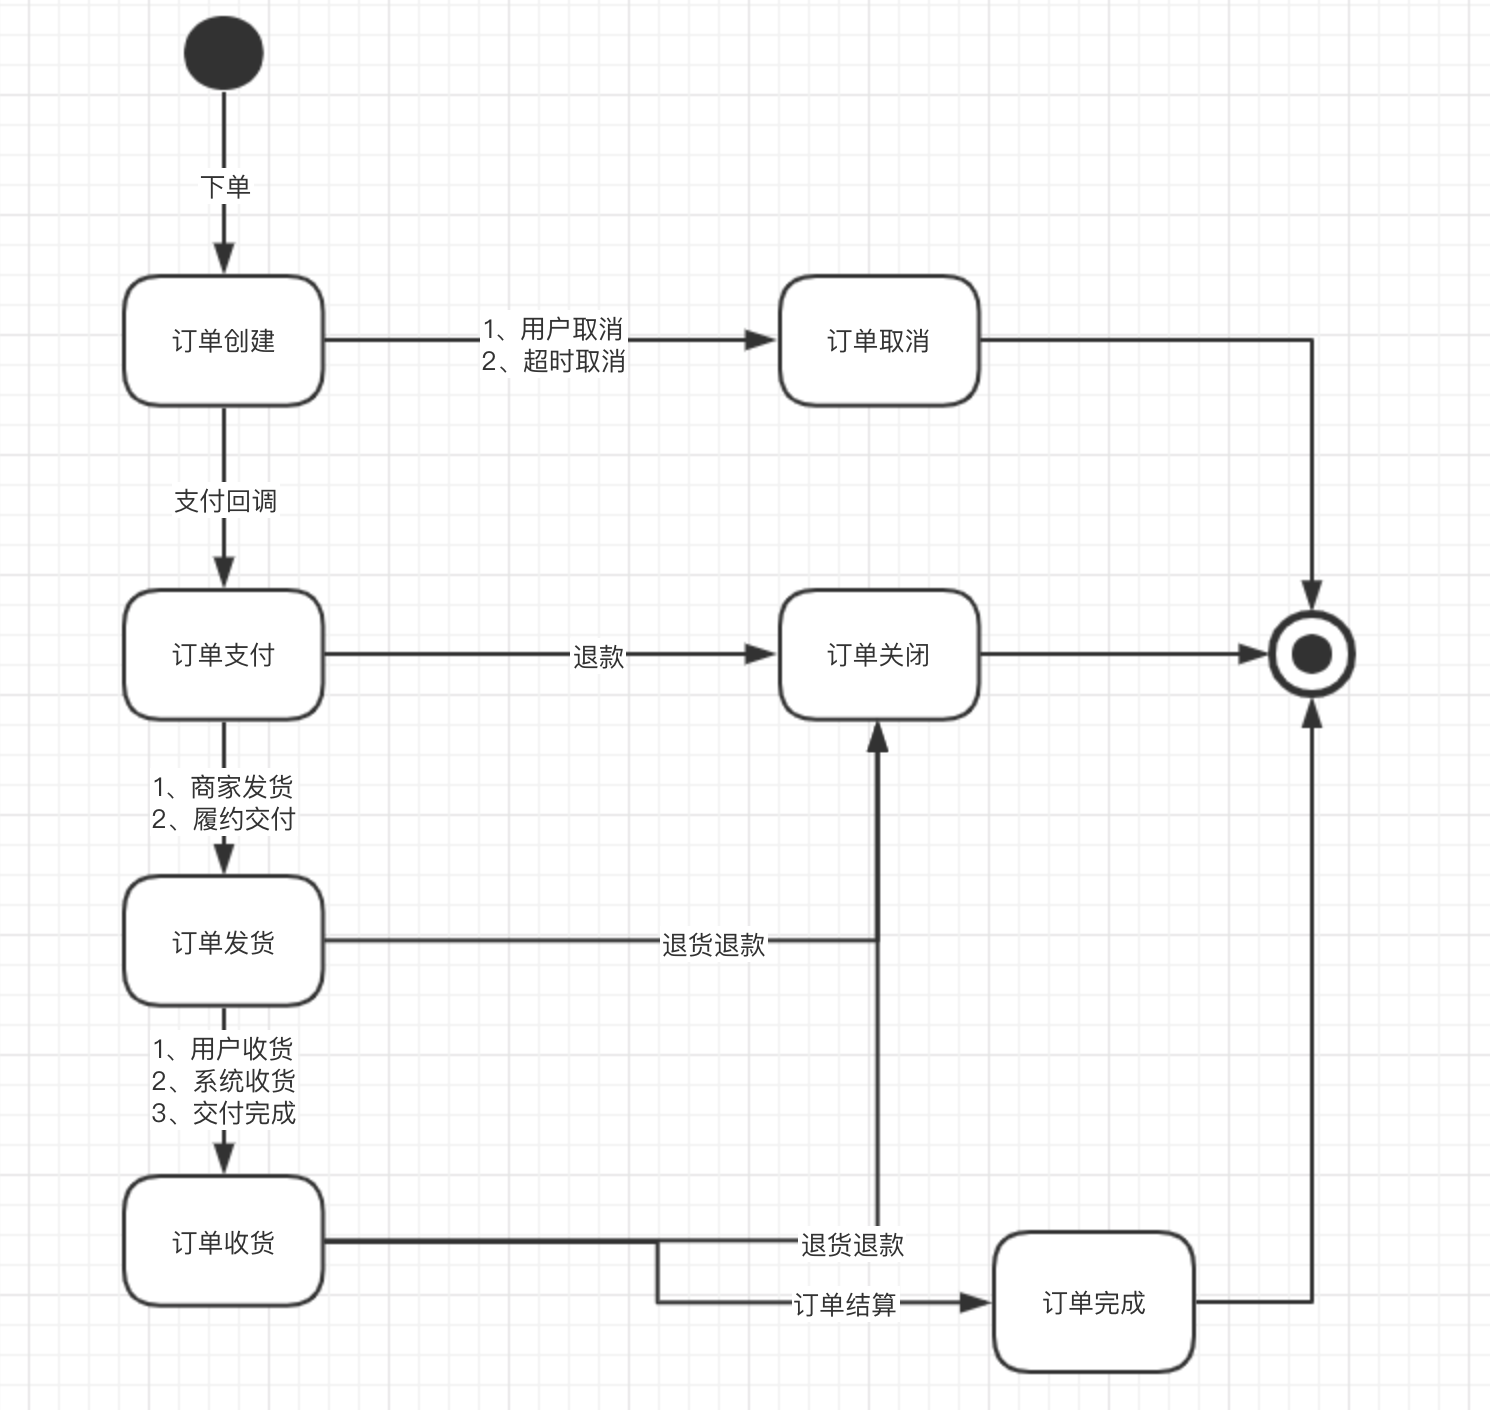 下单
订单创建
1、用户取消
2、超时取消
订单取消
支付回调
订单支付
退款
订单关闭
1、商家发货
2、履约交付
订单发货
退货退款
1、用户收货
2、系统收货
3、交付完成
订单收货
退货退款
订单结算
订单完成